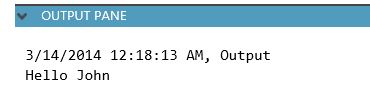 OUTPUT PANE
3/14/2014 12:18:13 AM, Output
Hello John